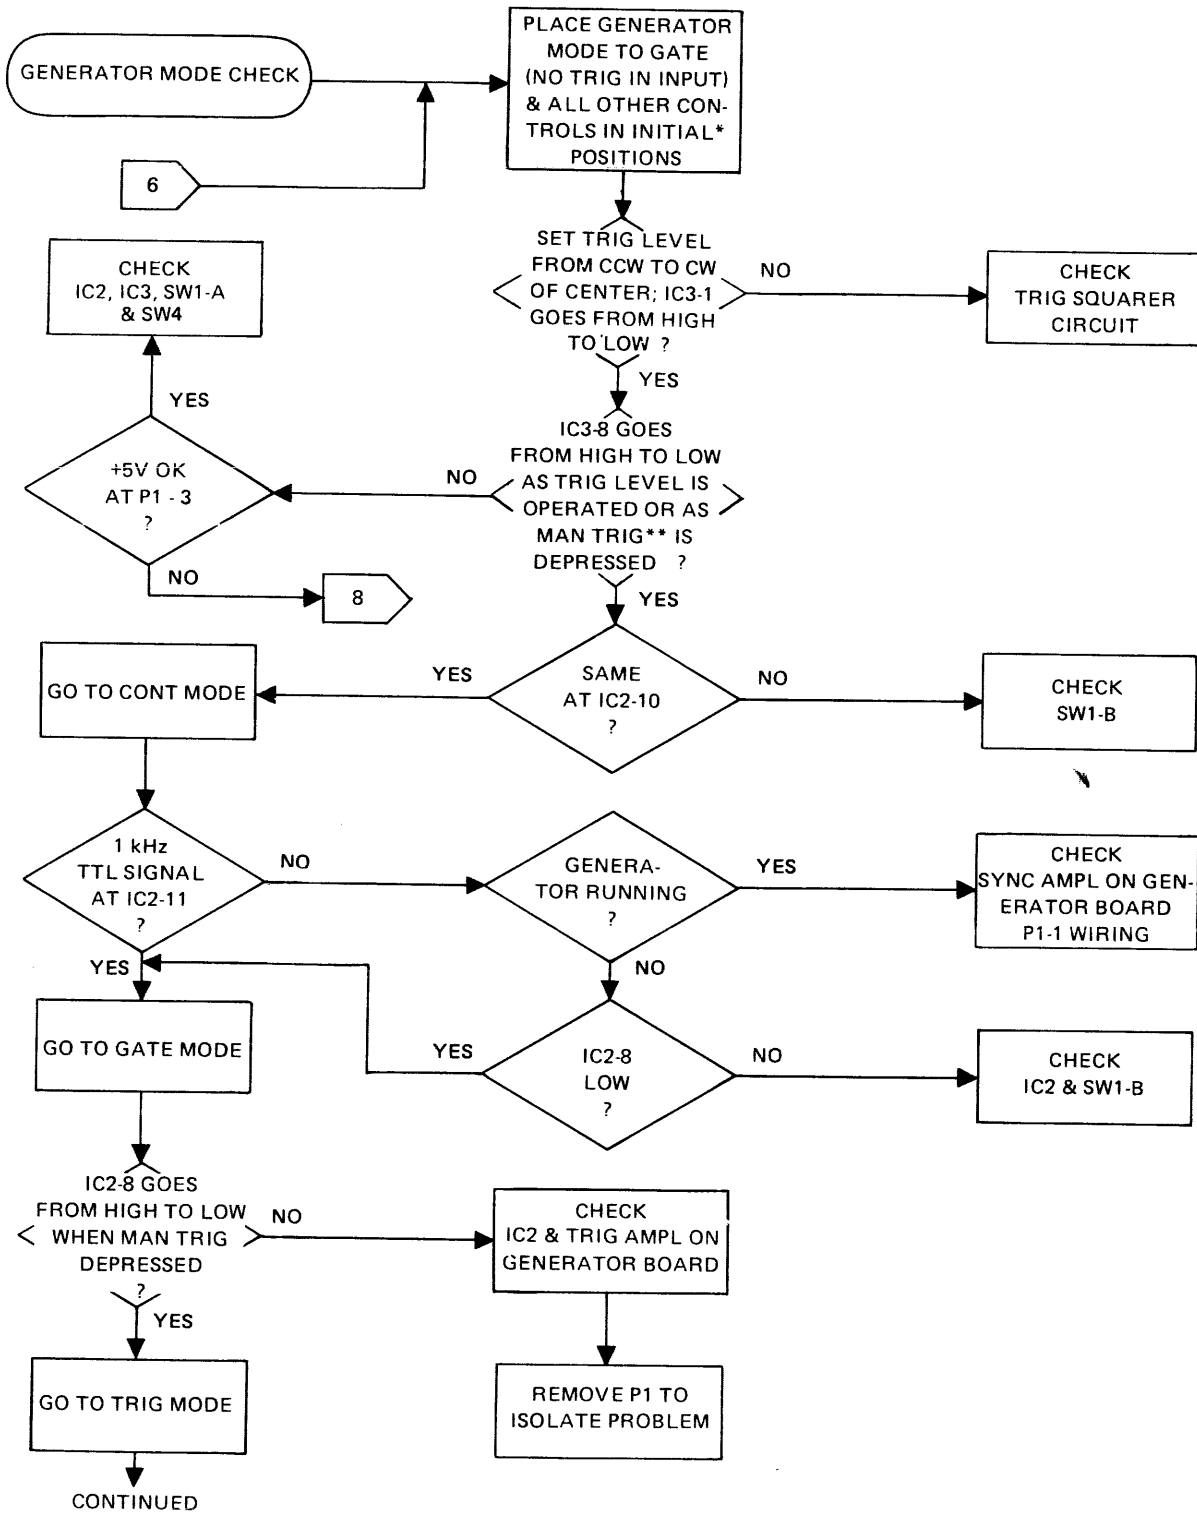 GENERATOR MODE CHECK
PLACE GENERATOR
MODE TO GATE
(NO TRIG IN INPUT)
& ALL OTHER CON-
TROLS IN INITIAL*
POSITIONS
6
SET TRIG LEVEL
FROM CCW TO CW
OF CENTER; IC3-1
GOES FROM HIGH
TO LOW ?
NO
CHECK
TRIG SQUARER
CIRCUIT
YES
CHECK
IC2, IC3, SW1-A
& SW4
YES
+5V OK
AT P1 - 3
?
NO
8
IC3-8 GOES
FROM HIGH TO LOW
AS TRIG LEVEL IS
OPERATED OR AS
MAN TRIG** IS
DEPRESSED ?
NO
YES
SAME
AT IC2-10
?
YES
NO
CHECK
SW1-B
GO TO CONT MODE
1 kHz
TTL SIGNAL
AT IC2-11
?
NO
YES
GENERA-
TOR RUNNING
?
YES
NO
CHECK
SYNC AMPL ON GEN-
ERATOR BOARD
P1-1 WIRING
IC2-8
LOW
?
YES
NO
CHECK
IC2 & SW1-B
GO TO GATE MODE
IC2-8 GOES
FROM HIGH TO LOW
WHEN MAN TRIG
DEPRESSED
?
NO
YES
CHECK
IC2 & TRIG AMPL ON
GENERATOR BOARD
REMOVE P1 TO
ISOLATE PROBLEM
GO TO TRIG MODE
CONTINUED